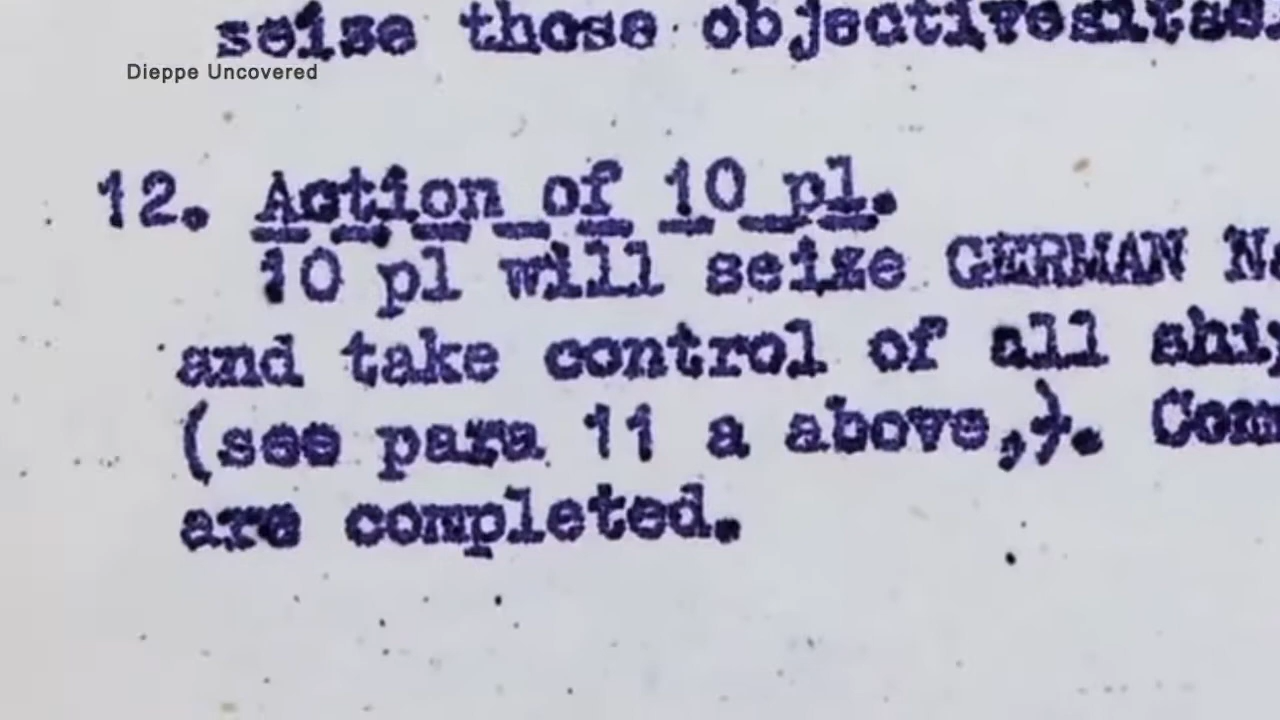 seize those objectivesites.
Dieppe Uncovered
12. Action of 10 pl.
10 pl will seize GERMAN
and take control of all
(see para 11 a above,). Com
are completed.